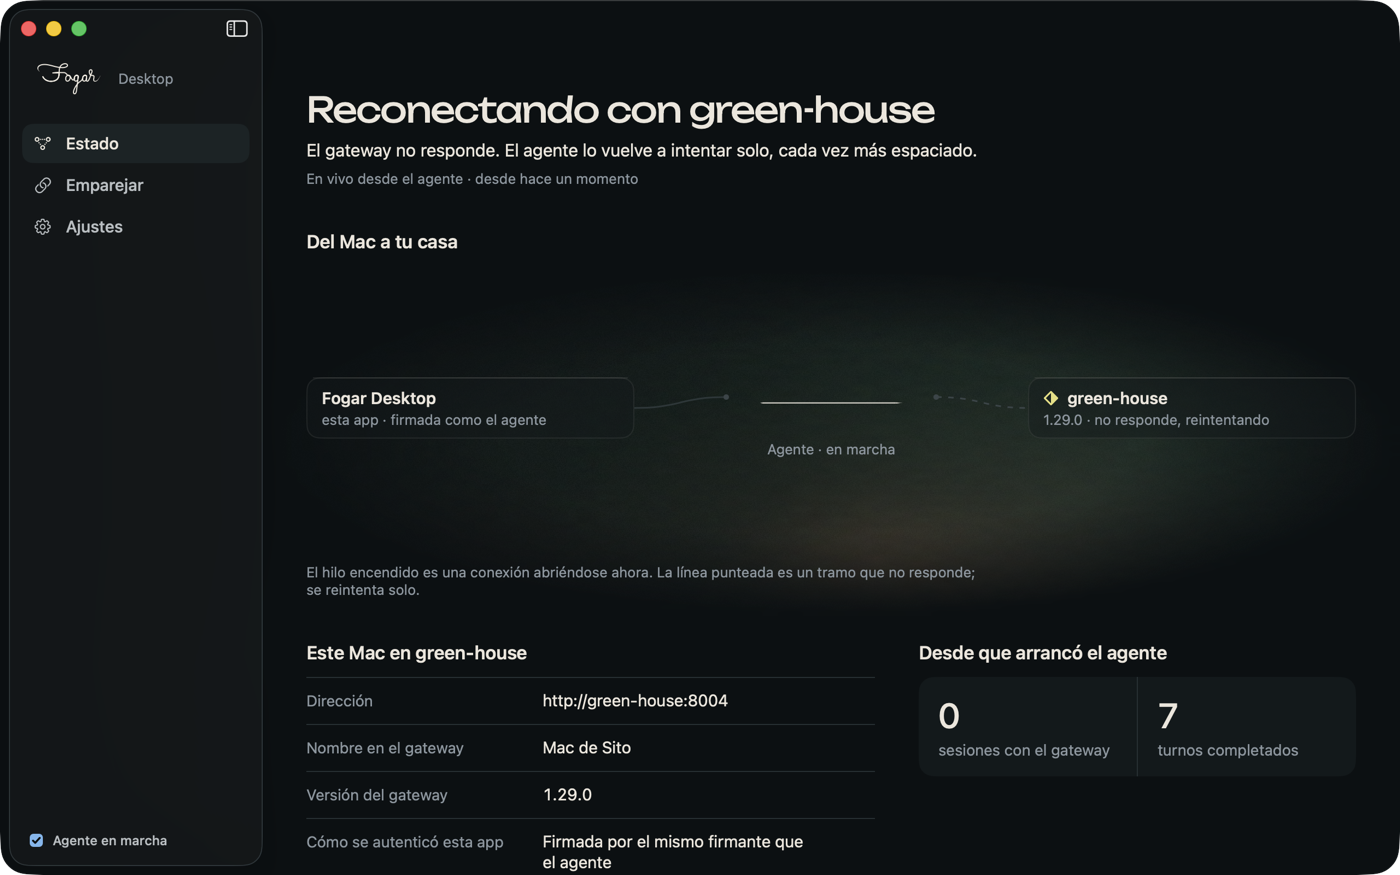 Fogar Desktop
Estado
Emparejar
Ajustes
Agente en marcha
Reconectando con green-house
El gateway no responde. El agente lo vuelve a intentar solo, cada vez más espaciado.
En vivo desde el agente · desde hace un momento
Del Mac a tu casa
Fogar Desktop
esta app · firmada como el agente
Agente · en marcha
green-house
1.29.0 · no responde, reintentando
El hilo encendido es una conexión abriéndose ahora. La línea punteada es un tramo que no responde;
se reintenta solo.
Este Mac en green-house
Dirección http://green-house:8004
Nombre en el gateway Mac de Sito
Versión del gateway 1.29.0
Cómo se autenticó esta app Firmada por el mismo firmante que
el agente
Desde que arrancó el agente
0
sesiones con el gateway
7
turnos completados